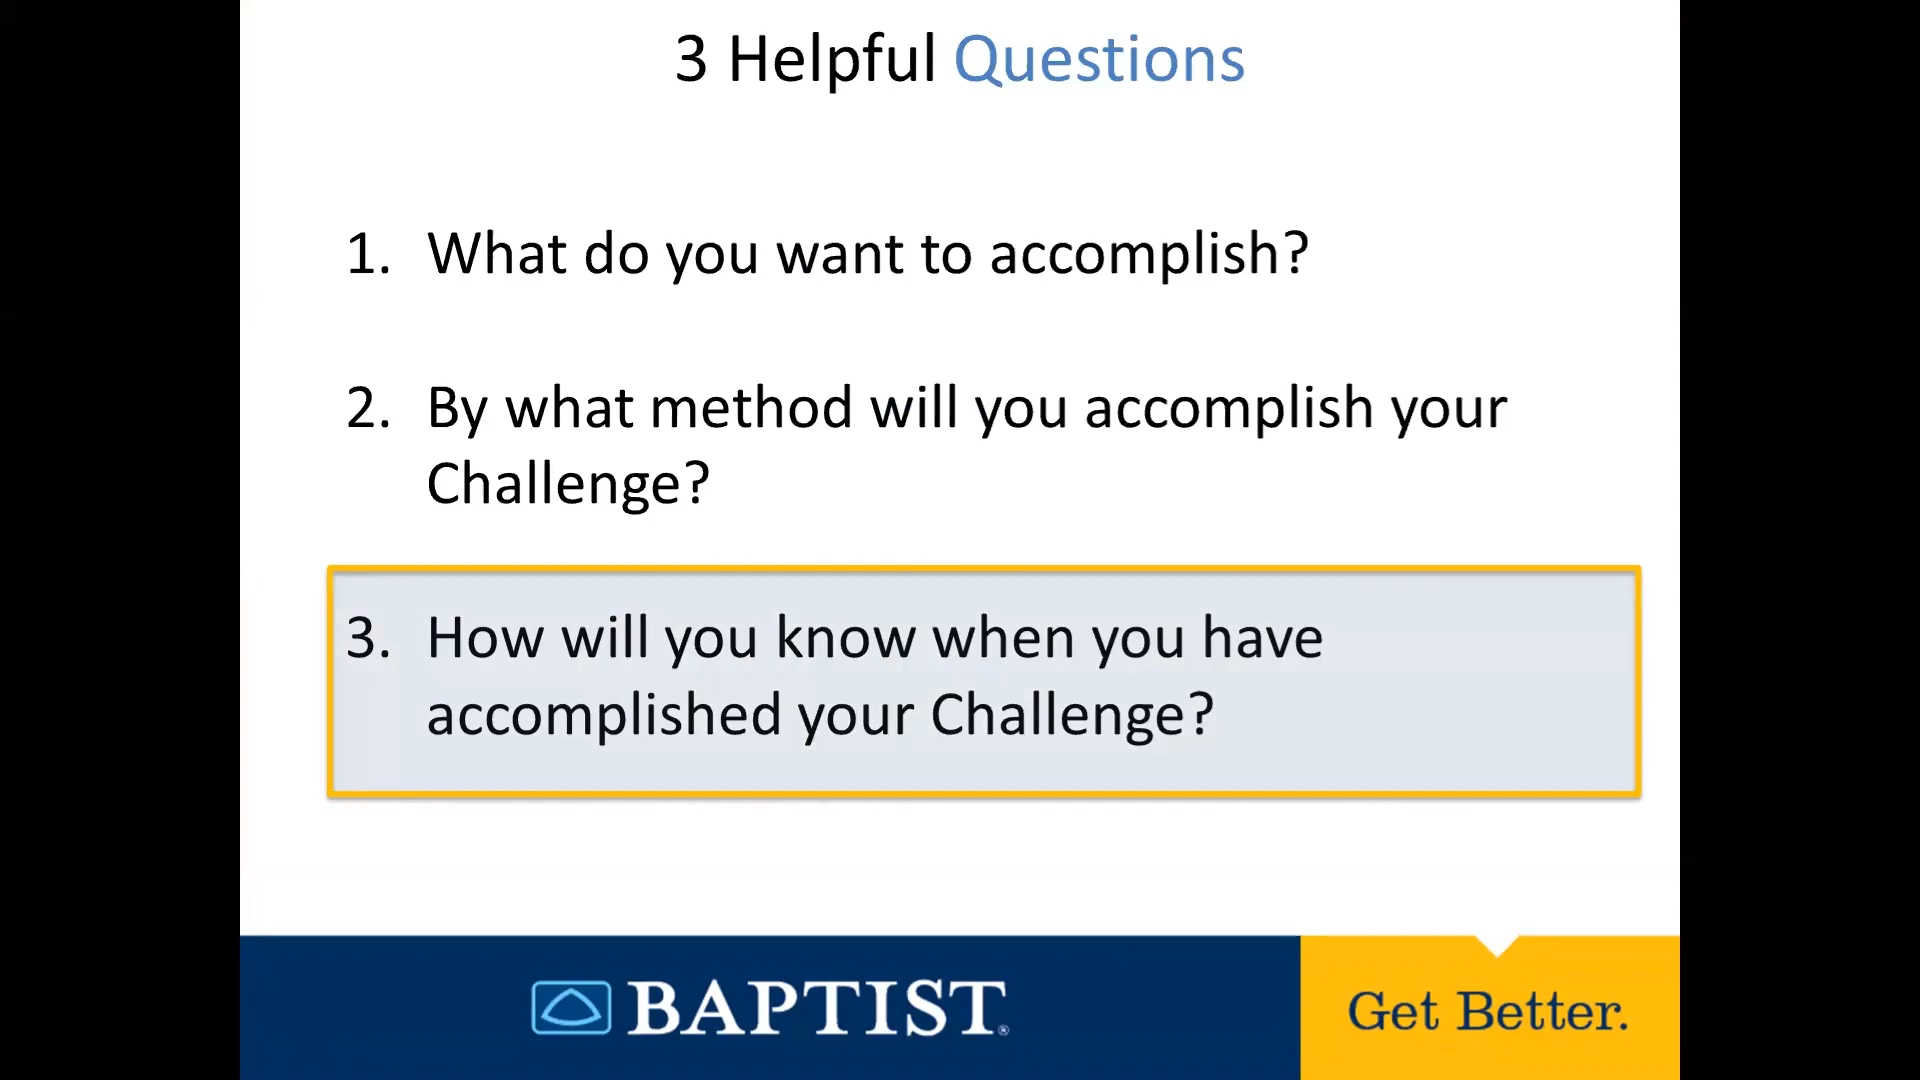 3 Helpful Questions
1. What do you want to accomplish?
2. By what method will you accomplish your
Challenge?
3. How will you know when you have
accomplished your Challenge?
BAPTIST®
Get Better.